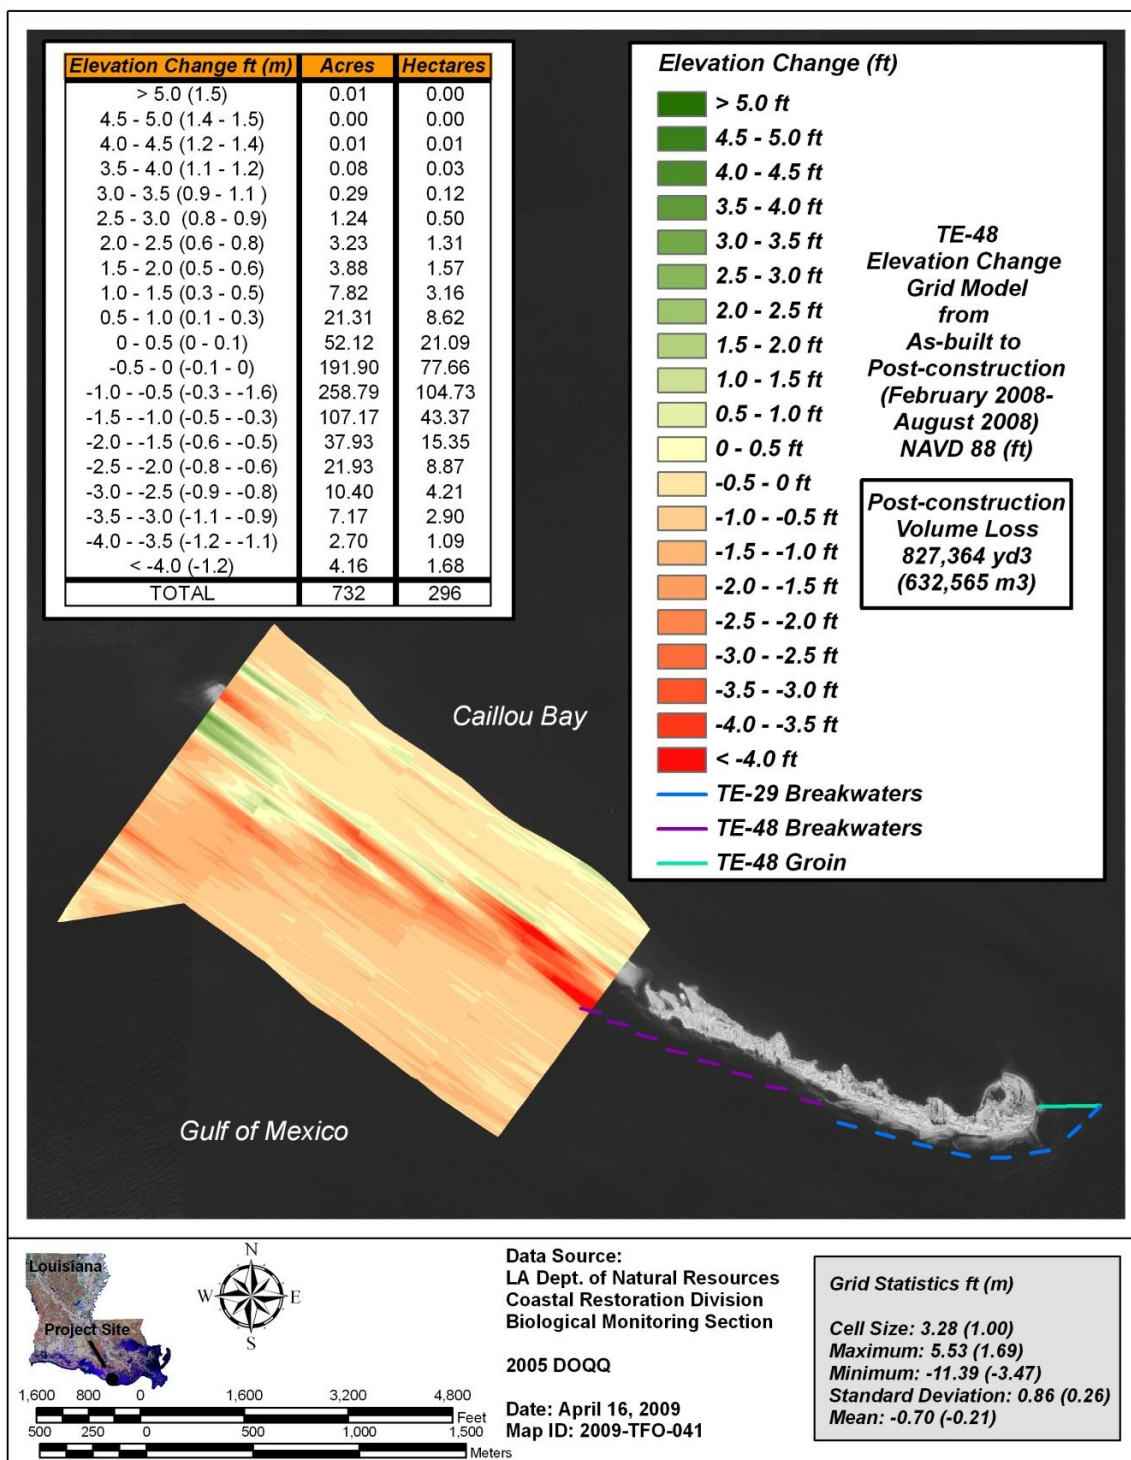 Elevation Change ft (m) Acres Hectares
> 5.0 (1.5) 0.01 0.00
4.5 - 5.0 (1.4 - 1.5) 0.00 0.00
4.0 - 4.5 (1.2 - 1.4) 0.01 0.01
3.5 - 4.0 (1.1 - 1.2) 0.08 0.03
3.0 - 3.5 (0.9 - 1.1 ) 0.29 0.12
2.5 - 3.0 (0.8 - 0.9) 1.24 0.50
2.0 - 2.5 (0.6 - 0.8) 3.23 1.31
1.5 - 2.0 (0.5 - 0.6) 3.88 1.57
1.0 - 1.5 (0.3 - 0.5) 7.82 3.16
0.5 - 1.0 (0.1 - 0.3) 21.31 8.62
0 - 0.5 (0 - 0.1) 52.12 21.09
-0.5 - 0 (-0.1 - 0) 191.90 77.66
-1.0 - -0.5 (-0.3 - -1.6) 258.79 104.73
-1.5 - -1.0 (-0.5 - -0.3) 107.17 43.37
-2.0 - -1.5 (-0.6 - -0.5) 37.93 15.35
-2.5 - -2.0 (-0.8 - -0.6) 21.93 8.87
-3.0 - -2.5 (-0.9 - -0.8) 10.40 4.21
-3.5 - -3.0 (-1.1 - -0.9) 7.17 2.90
-4.0 - -3.5 (-1.2 - -1.1) 2.70 1.09
< -4.0 (-1.2) 4.16 1.68
TOTAL 732 296
Elevation Change (ft)
> 5.0 ft
4.5 - 5.0 ft
4.0 - 4.5 ft
3.5 - 4.0 ft
3.0 - 3.5 ft
2.5 - 3.0 ft
2.0 - 2.5 ft
1.5 - 2.0 ft
1.0 - 1.5 ft
0.5 - 1.0 ft
0 - 0.5 ft
-0.5 - 0 ft
-1.0 - -0.5 ft
-1.5 - -1.0 ft
-2.0 - -1.5 ft
-2.5 - -2.0 ft
-3.0 - -2.5 ft
-3.5 - -3.0 ft
-4.0 - -3.5 ft
< -4.0 ft
TE-29 Breakwaters
TE-48 Breakwaters
TE-48 Groin
TE-48
Elevation Change
Grid Model
from
As-built to
Post-construction
(February 2008-
August 2008)
NAVD 88 (ft)
Post-construction
Volume Loss
827,364 yd3
(632,565 m3)
Caillou Bay
Gulf of Mexico
Louisiana
Project Site
N
W E
S
1,600 800 0 1,600 3,200 4,800
Feet
500 250 0 500 1,000 1,500
Meters
Data Source:
LA Dept. of Natural Resources
Coastal Restoration Division
Biological Monitoring Section
2005 DOQQ
Date: April 16, 2009
Map ID: 2009-TFO-041
Grid Statistics ft (m)
Cell Size: 3.28 (1.00)
Maximum: 5.53 (1.69)
Minimum: -11.39 (-3.47)
Standard Deviation: 0.86 (0.26)
Mean: -0.70 (-0.21)